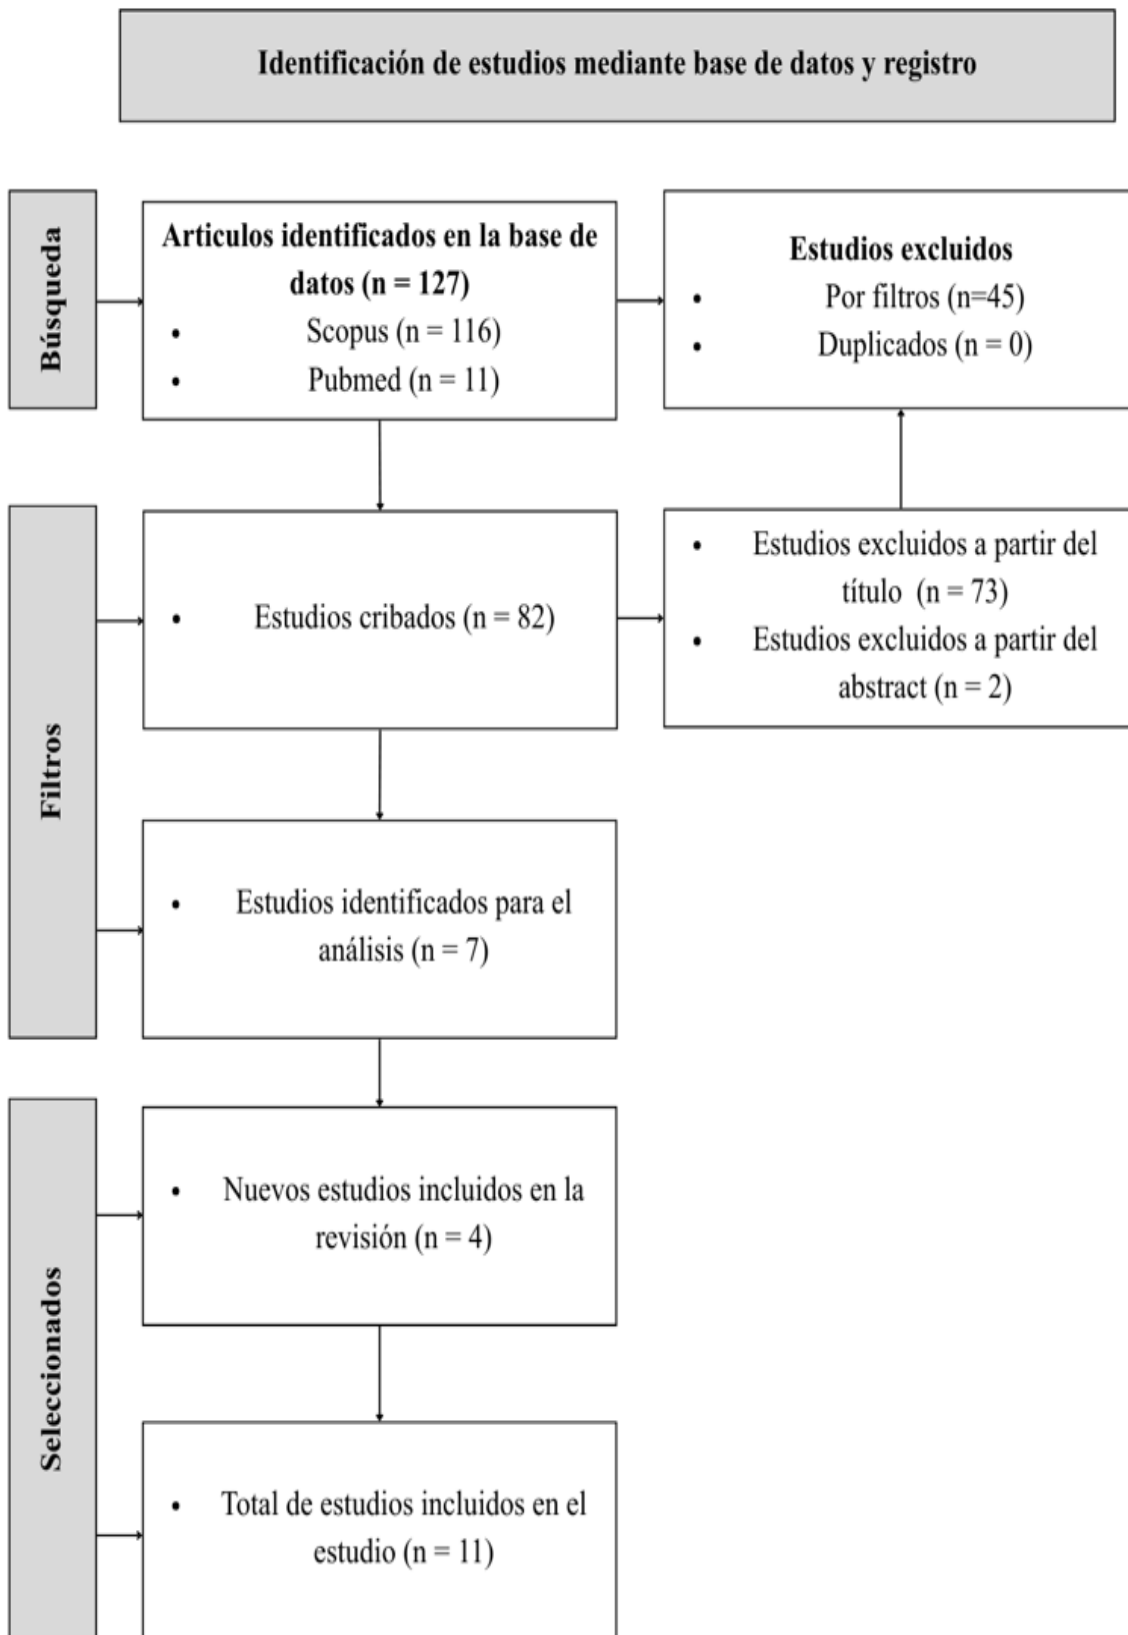 Identificación de estudios mediante base de datos y registro
Búsqueda
Articulos identificados en la base de
datos (n = 127)
• Scopus (n = 116)
• Pubmed (n = 11)
Estudios excluidos
• Por filtros (n=45)
• Duplicados (n = 0)
Filtros
• Estudios cribados (n = 82)
• Estudios excluidos a partir del
título (n = 73)
• Estudios excluidos a partir del
abstract (n = 2)
• Estudios identificados para el
análisis (n = 7)
Seleccionados
• Nuevos estudios incluidos en la
revisión (n = 4)
• Total de estudios incluidos en el
estudio (n = 11)